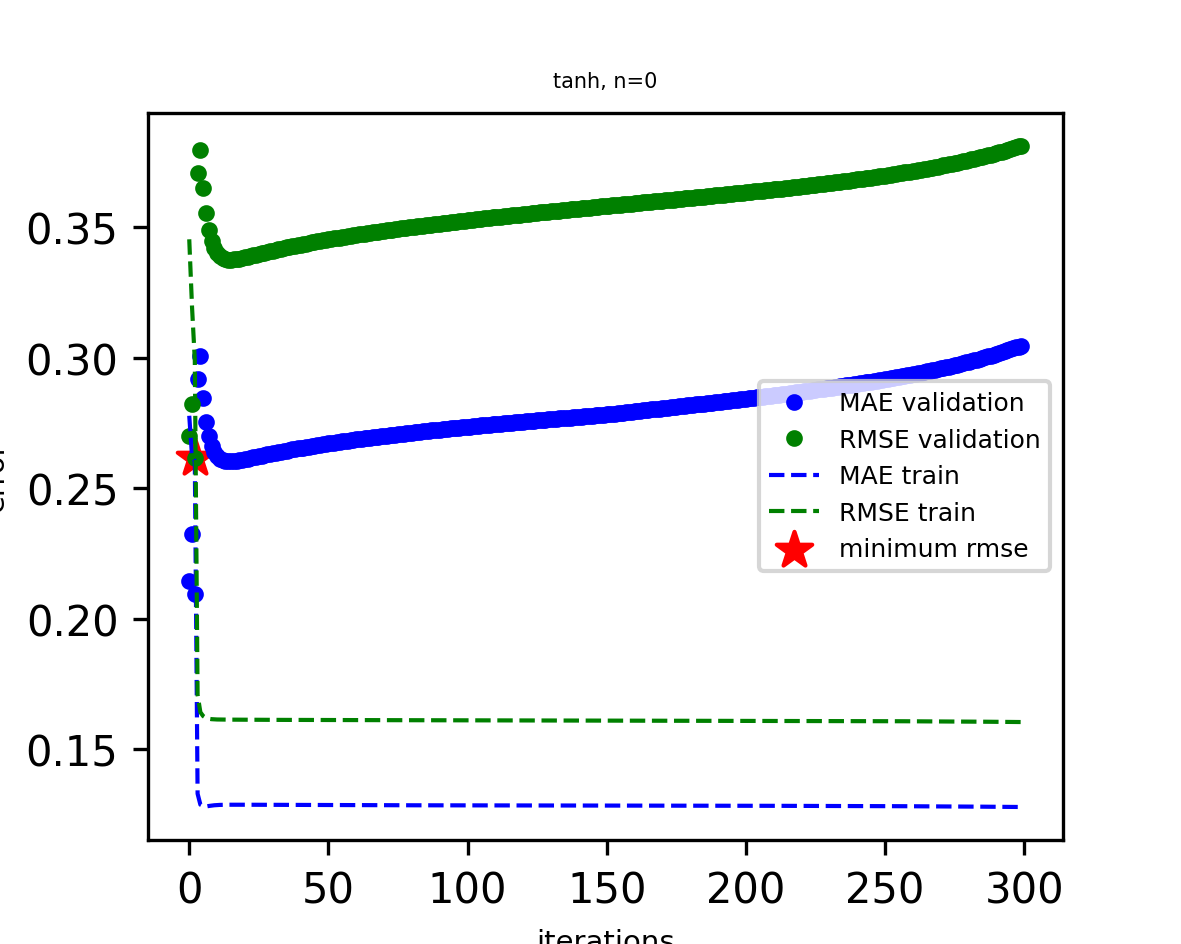 tanh, n=0
0.35
0.30
0.25
0.20
0.15
MAE validation
RMSE validation
MAE train
RMSE train
minimum rmse
0 50 100 150 200 250 300
iterations